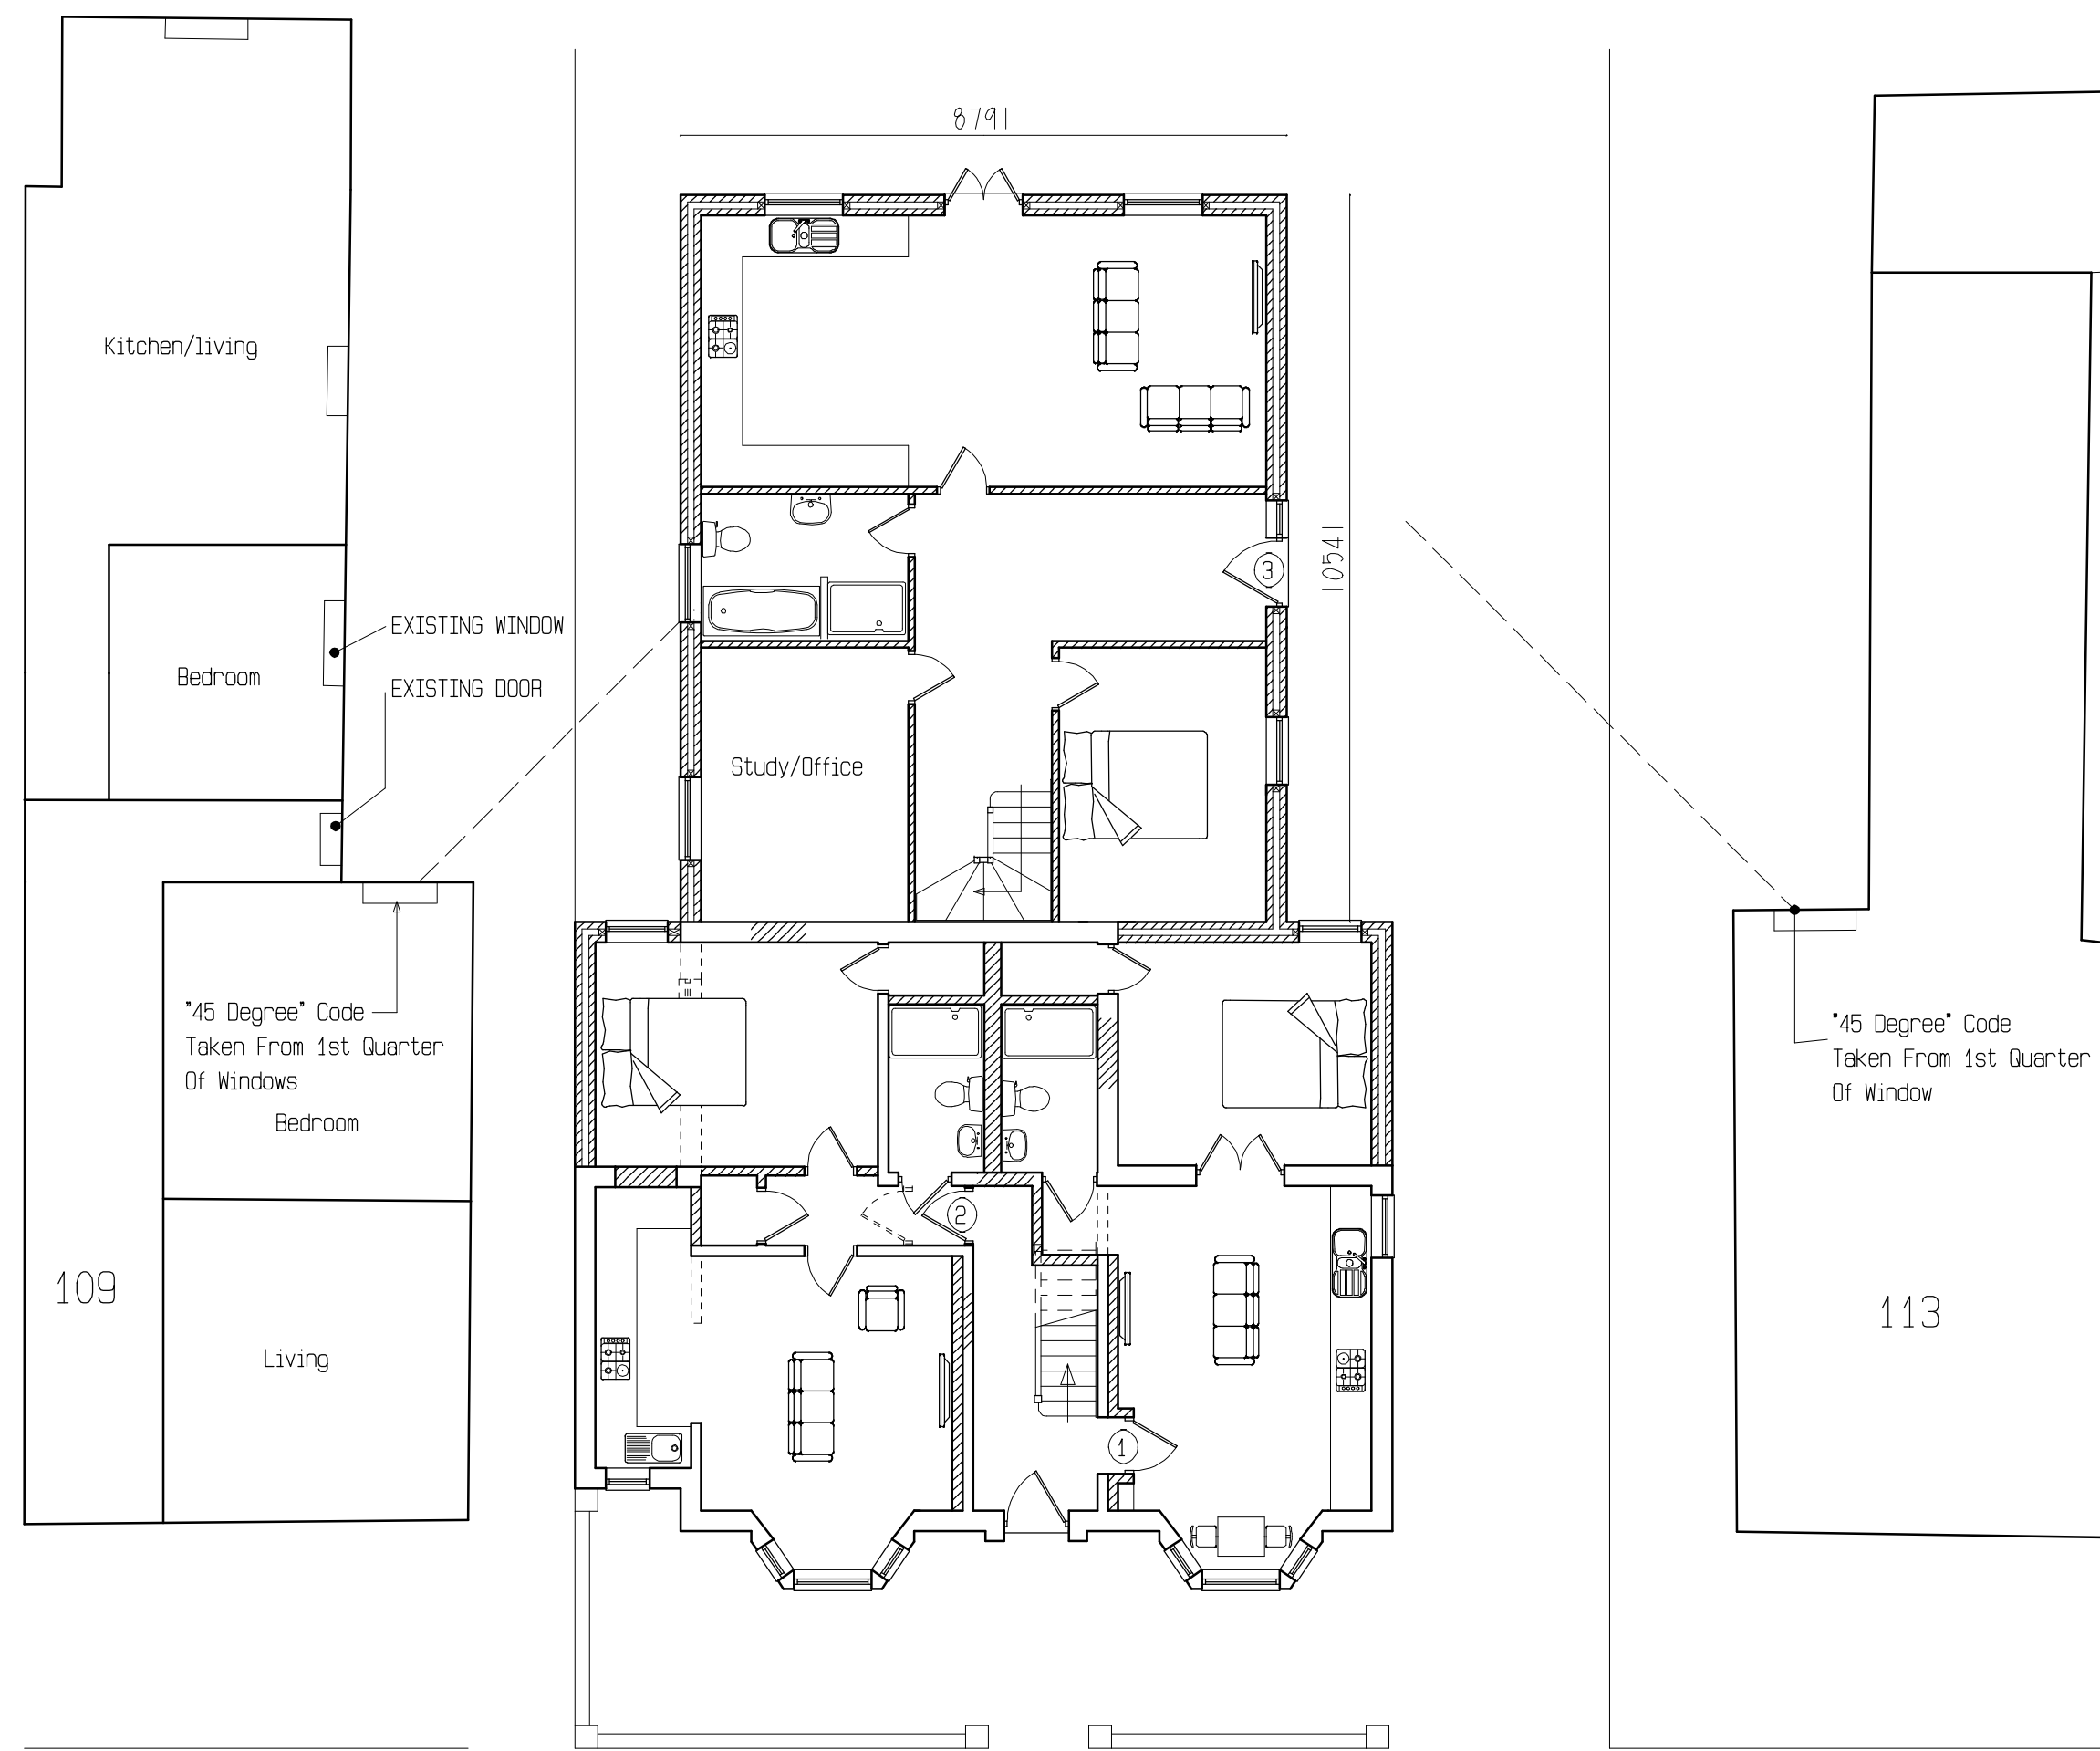 8791
Kitchen/living
10541
3
EXISTING WINDOW
Bedroom
EXISTING DOOR
Study/Office
"45 Degree" Code
Taken From 1st Quarter
Of Windows
Bedroom
"45 Degree" Code
Taken From 1st Quarter
Of Window
2
109
113
Living
1